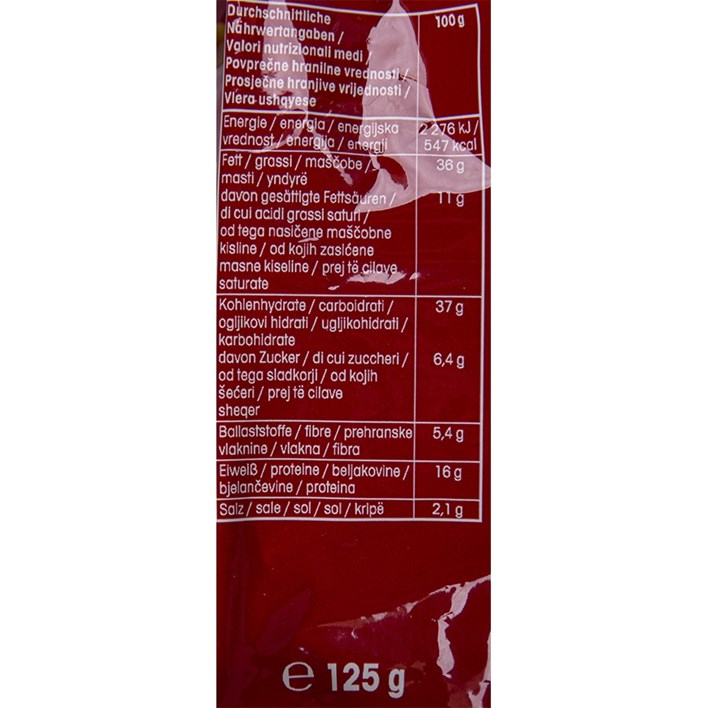 Durchschnittliche 100 g
Nährwertangaben /
Valori nutrizionali medi /
Povprečne hranilne vrednosti /
Prosječne hranjive vrijednosti /
Vlera ushqyese
Energie / energia / energijska 2 276 kJ /
vrednost / energija / energji 547 kcal
Fett / grassi / maščobe / 36 g
masti / yndyrë
davon gesättigte Fettsäuren / 11 g
di cui acidi grassi saturi /
od tega nasičene maščobne
kisline / od kojih zasićene
masne kiseline / prej të cilave
saturate
Kohlenhydrate / carboidrati / 37 g
ogljikovi hidrati / ugljikohidrati /
karbohidrate
davon Zucker / di cui zuccheri / 6,4 g
od tega sladkorji / od kojih
šećeri / prej të cilave
sheqer
Ballaststoffe / fibre / prehranske 5,4 g
vlaknine / vlakna / fibra
Eiweiß / proteine / beljakovine / 16 g
bjelančevine / proteina
Salz / sale / sol / sol / kripë 2,1 g
℮ 125 g